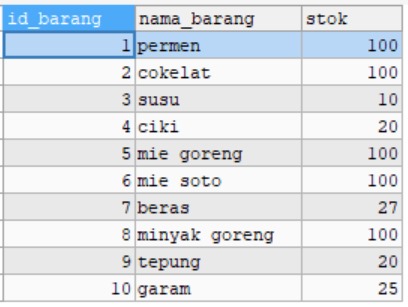 id_barang nama_barang stok
1 permen 100
2 cokelat 100
3 susu 10
4 ciki 20
5 mie goreng 100
6 mie soto 100
7 beras 27
8 minyak goreng 100
9 tepung 20
10 garam 25